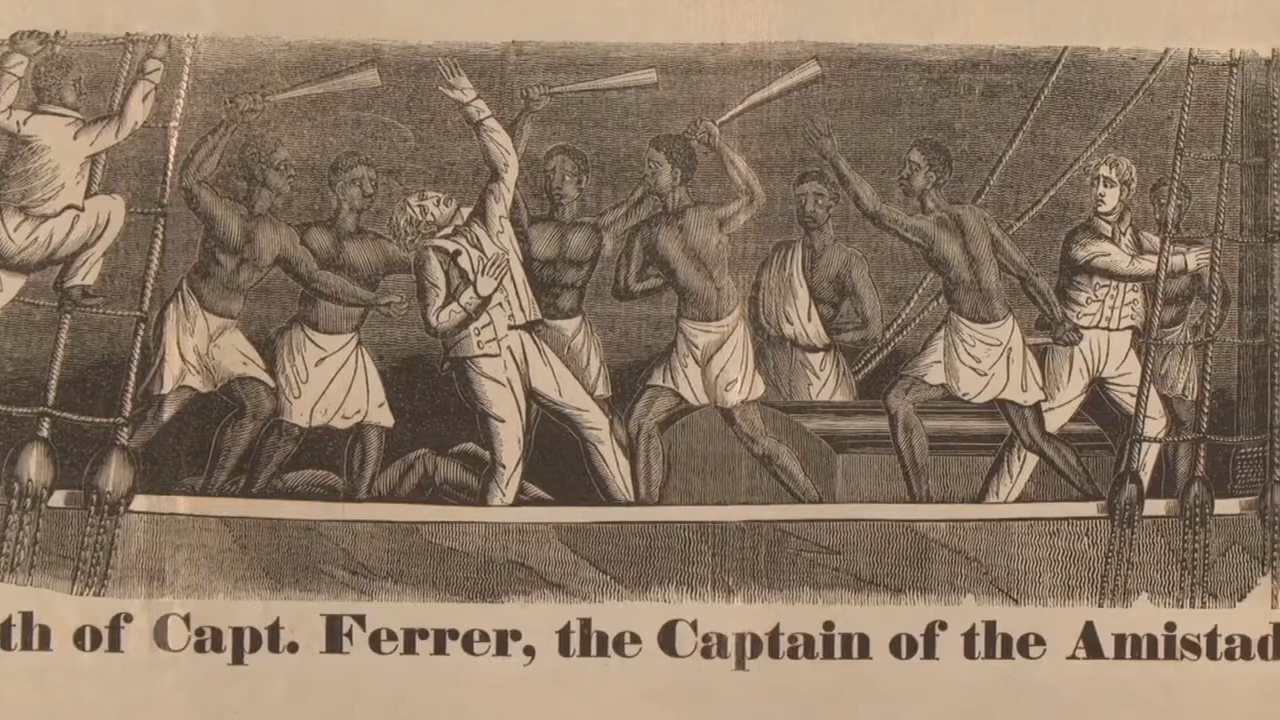 th of Capt. Ferrer, the Captain of the Amistad